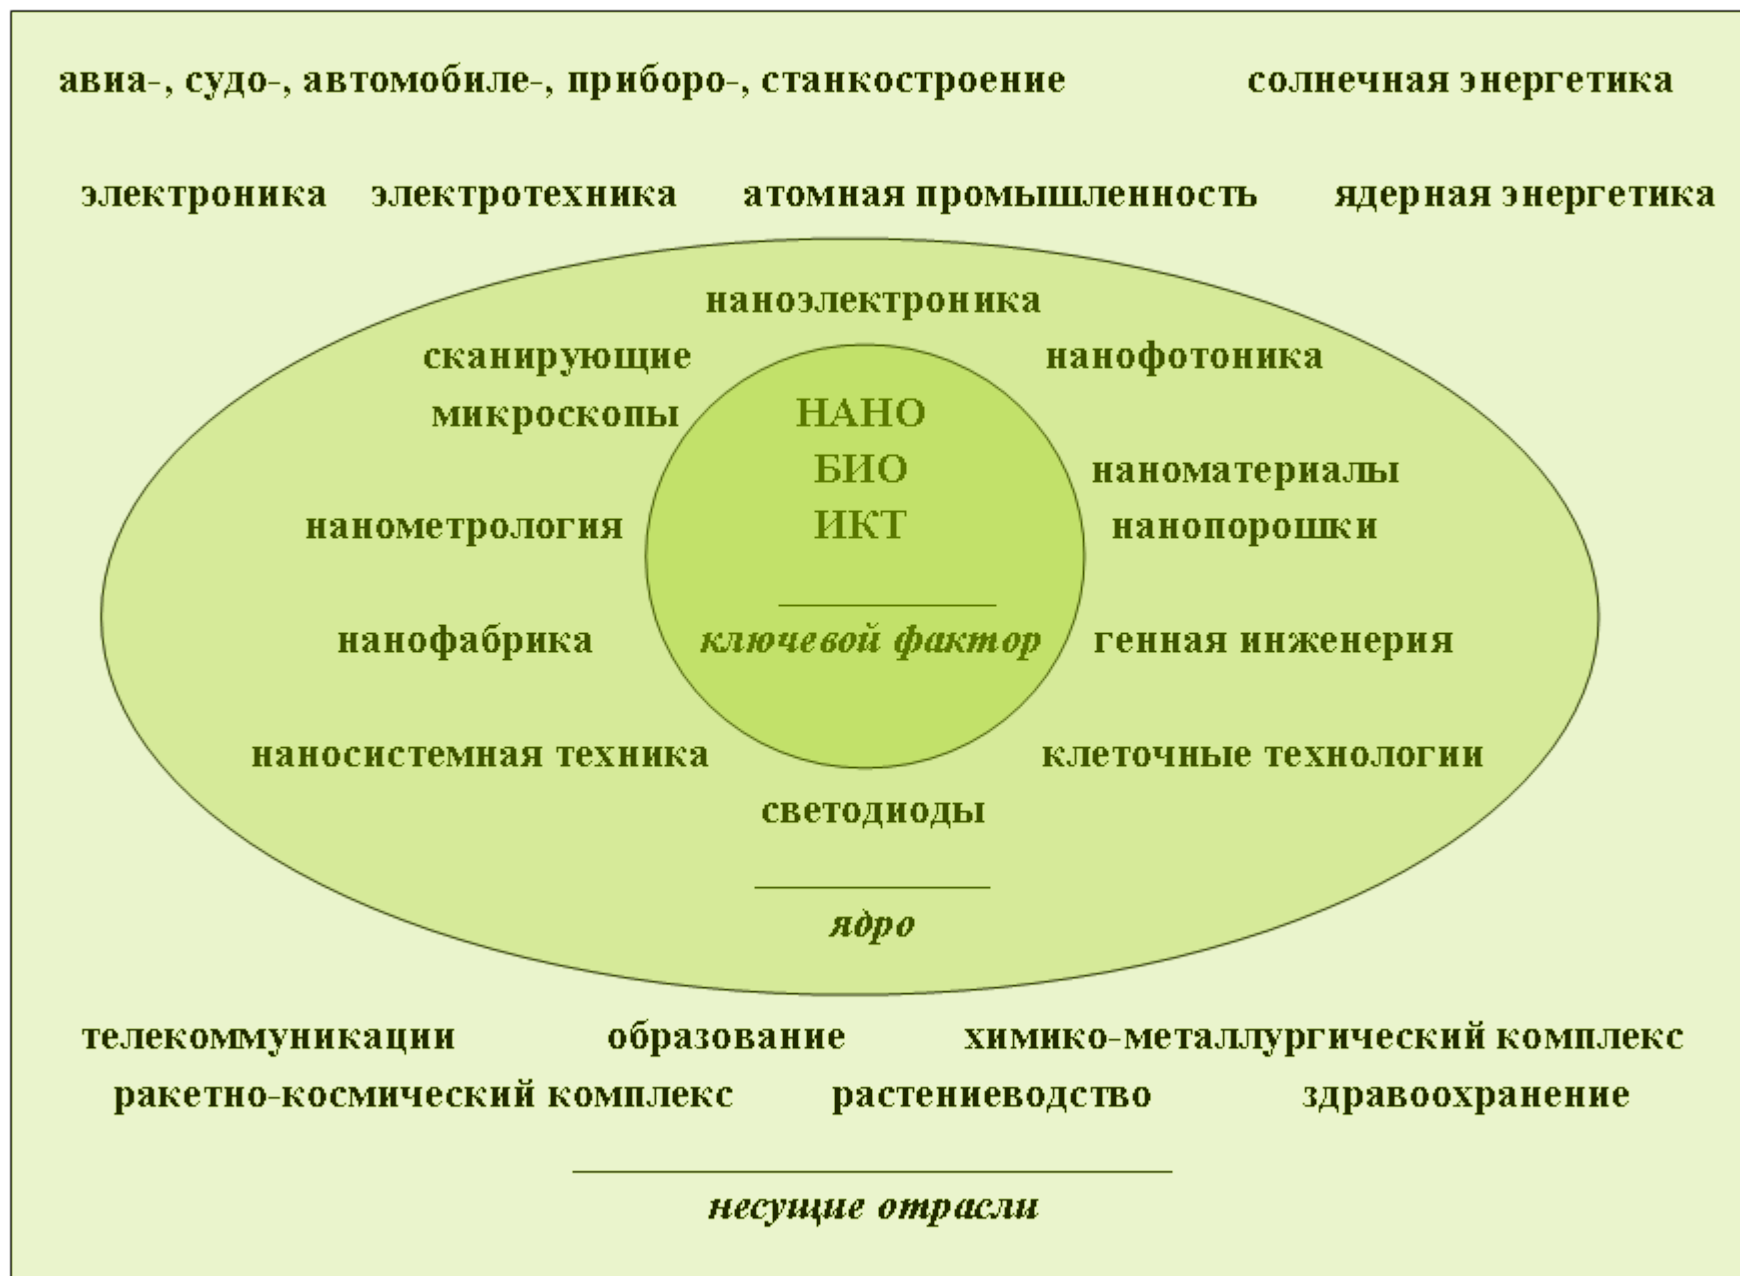 авиа-, судо-, автомобиле-, приборо-, станкостроение солнечная энергетика
электроника электротехника атомная промышленность ядерная энергетика
наноэлектроника
сканирующие нанофотоника
микроскопы НАНО
БИО наноматериалы
нанометрология ИКТ нанопорошки
нанофабрика ключевой фактор генная инженерия
наносистемная техника клеточные технологии
светодиоды
ядро
телекоммуникации образование химико-металлургический комплекс
ракетно-космический комплекс растениеводство здравоохранение
несущие отрасли